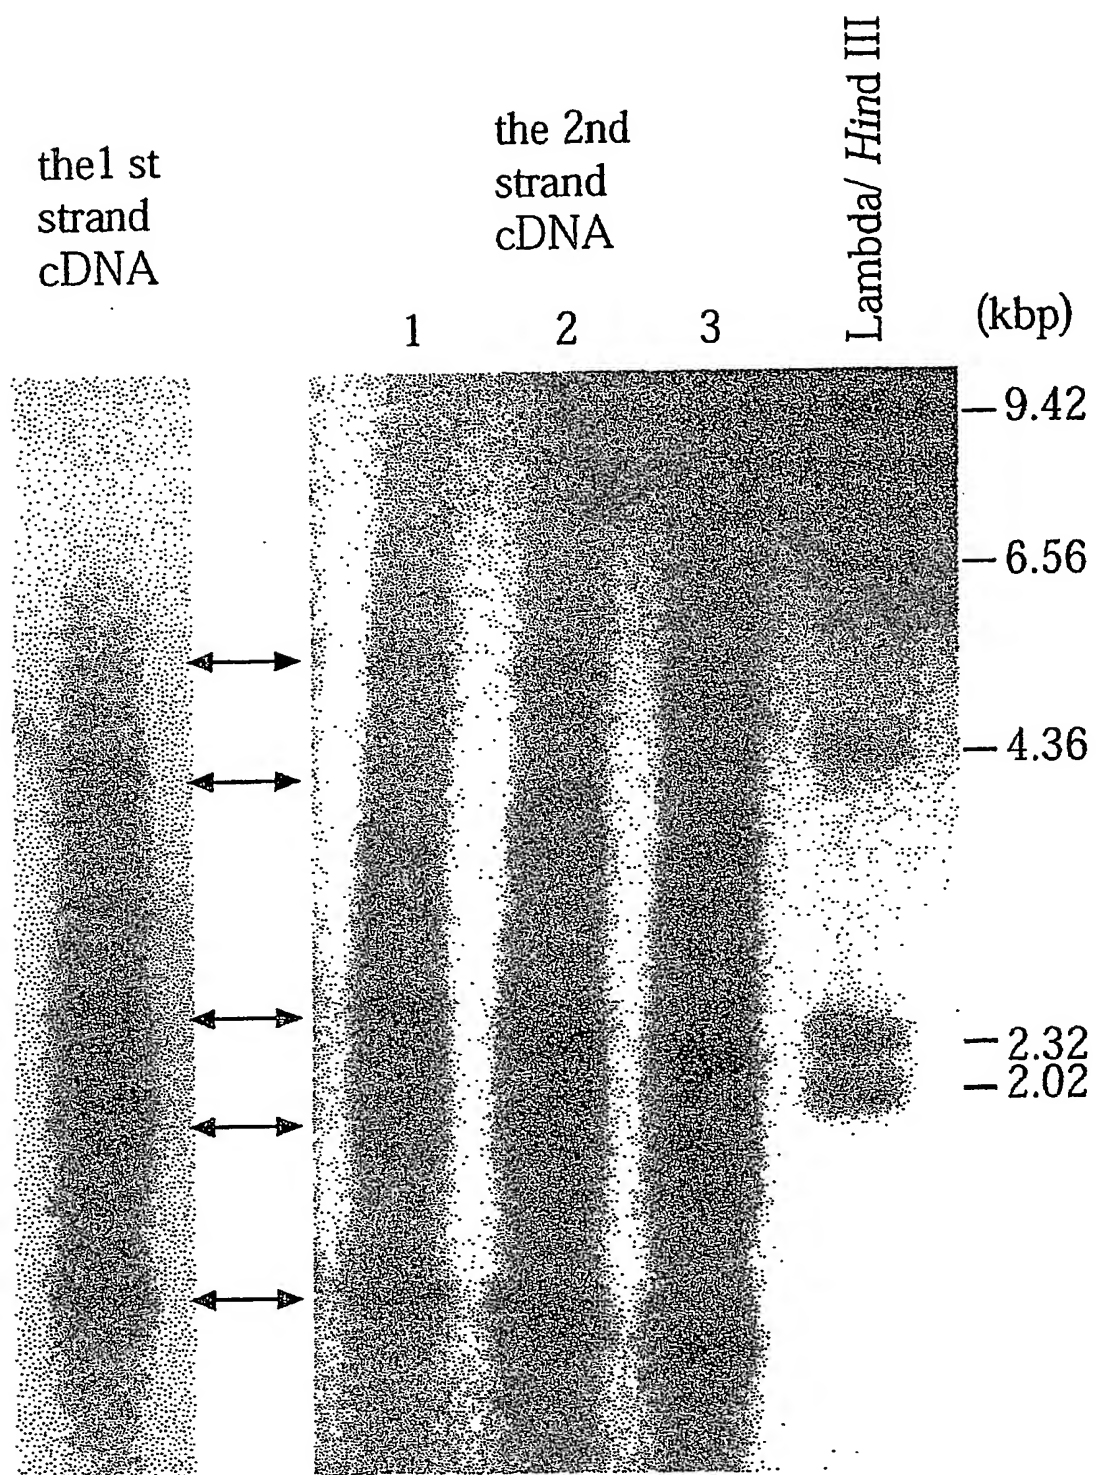 the1 st
strand
cDNA
the 2nd
strand
cDNA
Lambda/ Hind III
1
2
3
(kbp)
9.42
6.56
4.36
2.32
2.02